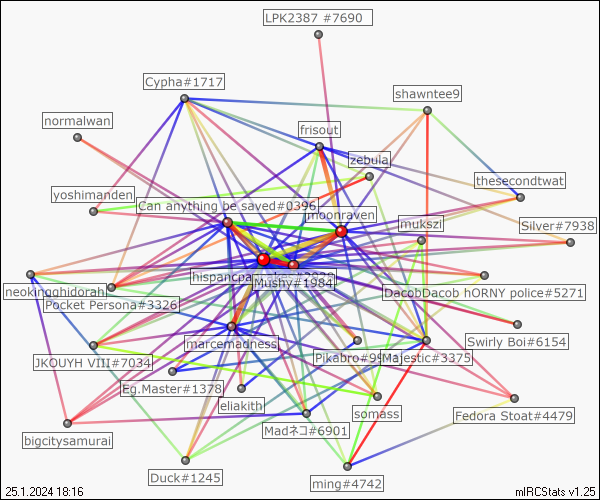 LPK2387 #7690
Cypha#1717
shawntee9
normalwan
frisout
zebula
yoshimanden
thesecondtwat
Can anything be saved#0396
moonraven
mukszi
Silver#7938
hispancpa
Mushy#1984
neokingghidorah
Pocket Persona#3326
DacobDacob hORNY police#5271
marcemadness
Swirly Boi#6154
JKOUYH VIII#7034
Pikabro#99
Majestic#3375
Eg.Master#1378
eliakith
somass
Fedora Stoat#4479
bigcitysamurai
Madネコ#6901
Duck#1245
ming#4742
25.1.2024 18:16
mIRCStats v1.25